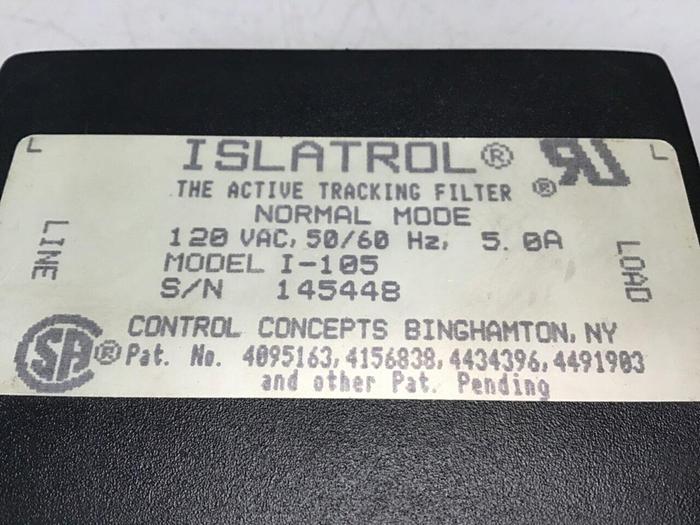 L ISLATROL® L
THE ACTIVE TRACKING FILTER ®
NORMAL MODE
120 VAC, 50/60 Hz, 5.0A
MODEL I-105
S/N 145448
LINE
LOAD
CONTROL CONCEPTS BINGHAMTON, NY
SA ® Pat. No. 4095163,4156838,4434396,4491903
and other Pat. Pending